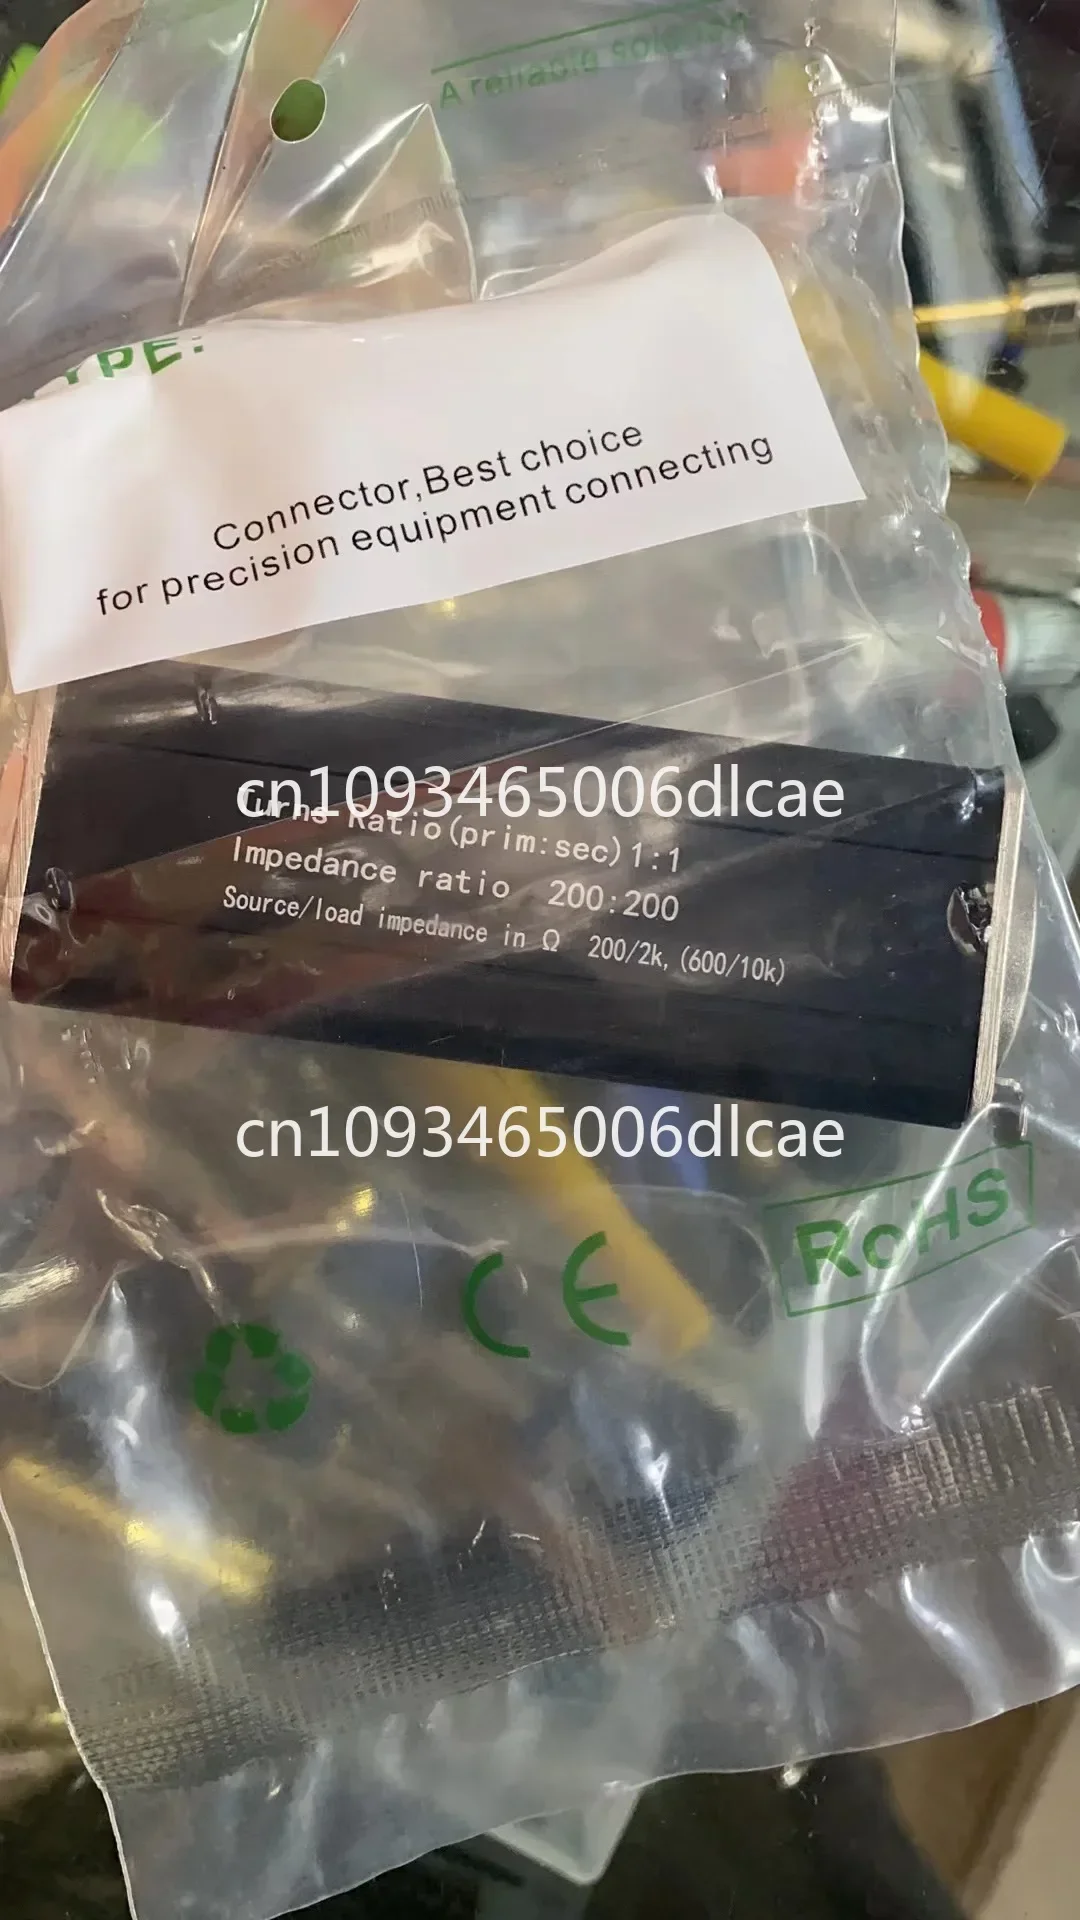 A reliable
YPE:
Connector,Best choice
for precision equipment connecting
cn1093465006dlcae
Turns Ratio(prim:sec)1:1
Impedance ratio 200:200
Source/load impedance in Ω 200/2k,(600/10k)
cn1093465006dlcae
RoHS
CE